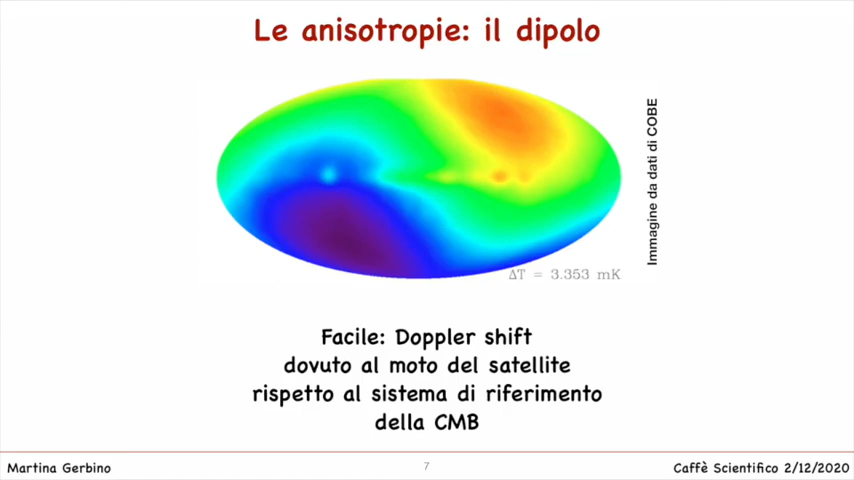 Le anisotropie: il dipolo
Immagine da dati di COBE
ΔT = 3.353 mK
Facile: Doppler shift
dovuto al moto del satellite
rispetto al sistema di riferimento
della CMB
Martina Gerbino
7
Caffè Scientifico 2/12/2020